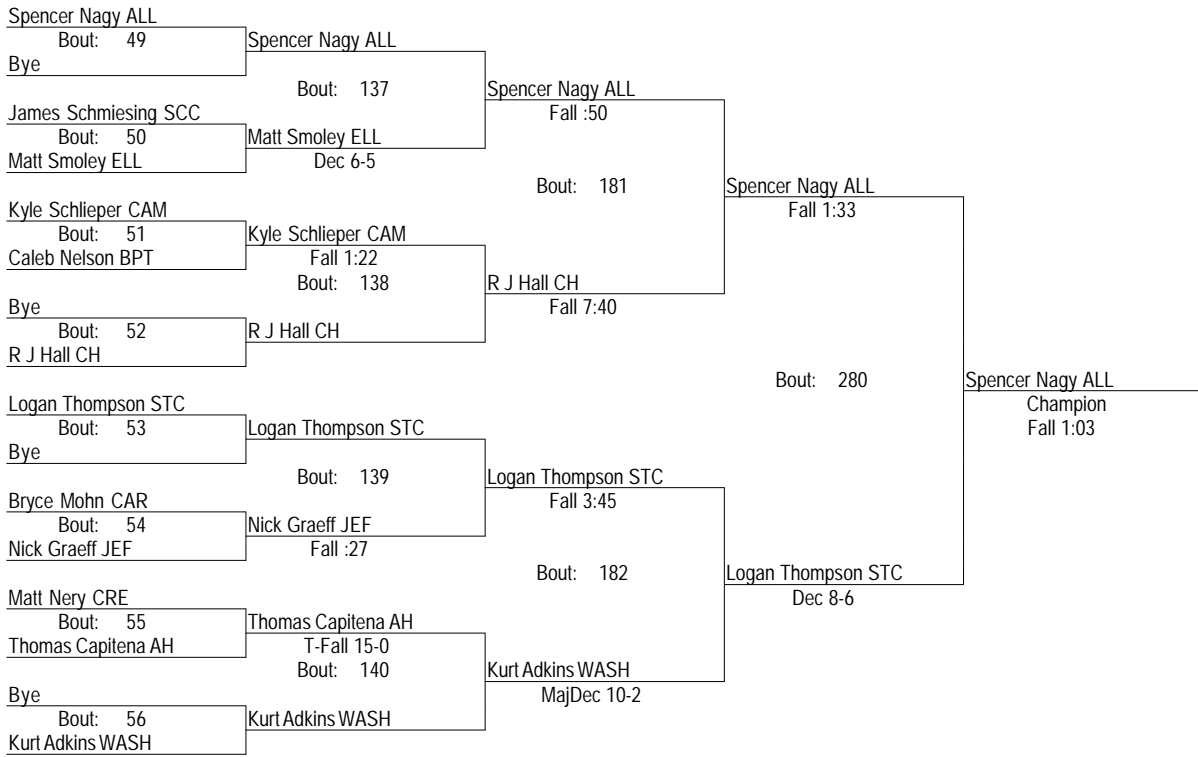 Spencer Nagy ALL
Bout: 49
Spencer Nagy ALL
Bye
Bout: 137
Spencer Nagy ALL
James Schmiesing SCC
Fall :50
Bout: 50
Matt Smoley ELL
Matt Smoley ELL
Dec 6-5
Bout: 181
Spencer Nagy ALL
Kyle Schlieper CAM
Fall 1:33
Bout: 51
Kyle Schlieper CAM
Caleb Nelson BPT
Fall 1:22
Bout: 138
R J Hall CH
Bye
Fall 7:40
Bout: 52
R J Hall CH
R J Hall CH
Bout: 280
Spencer Nagy ALL
Logan Thompson STC
Champion
Bout: 53
Logan Thompson STC
Fall 1:03
Bye
Bout: 139
Logan Thompson STC
Bryce Mohn CAR
Fall 3:45
Bout: 54
Nick Graeff JEF
Nick Graeff JEF
Fall :27
Bout: 182
Logan Thompson STC
Matt Nery CRE
Dec 8-6
Bout: 55
Thomas Capitena AH
Thomas Capitena AH
T-Fall 15-0
Bout: 140
Kurt Adkins WASH
Bye
MajDec 10-2
Bout: 56
Kurt Adkins WASH
Kurt Adkins WASH